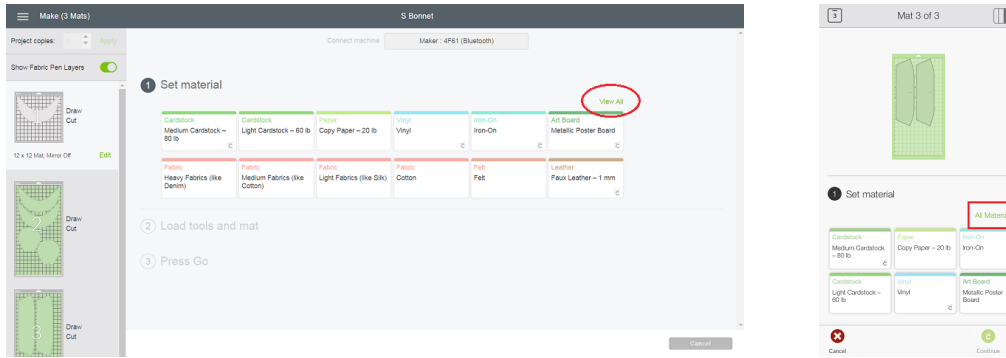 Make (3 Mats)
S Bonnet
Project copies:
Apply
Connect machine
Maker : 4F61 (Bluetooth)
Show Fabric Pen Layers
1 Set material
View All
Cardstock
Medium Cardstock –
80 lb
Cardstock
Light Cardstock – 60 lb
Paper
Copy Paper – 20 lb
Vinyl
Vinyl
Iron-On
Iron-On
Art Board
Metallic Poster Board
Fabric
Heavy Fabrics (like
Denim)
Fabric
Medium Fabrics (like
Cotton)
Fabric
Light Fabrics (like Silk)
Fabric
Cotton
Felt
Felt
Leather
Faux Leather – 1 mm
2 Load tools and mat
3 Press Go
Cancel
1
Draw
Cut
12 x 12 Mat, Mirror Off
Edit
2
Draw
Cut
3
Draw
Cut
3
Mat 3 of 3
1 Set material
All Materia
Cardstock
Medium Cardstock
– 80 lb
Paper
Copy Paper – 20 lb
Iron-On
Iron-On
Cardstock
Light Cardstock –
60 lb
Vinyl
Vinyl
Art Board
Metallic Poster
Board
Cancel
Continue